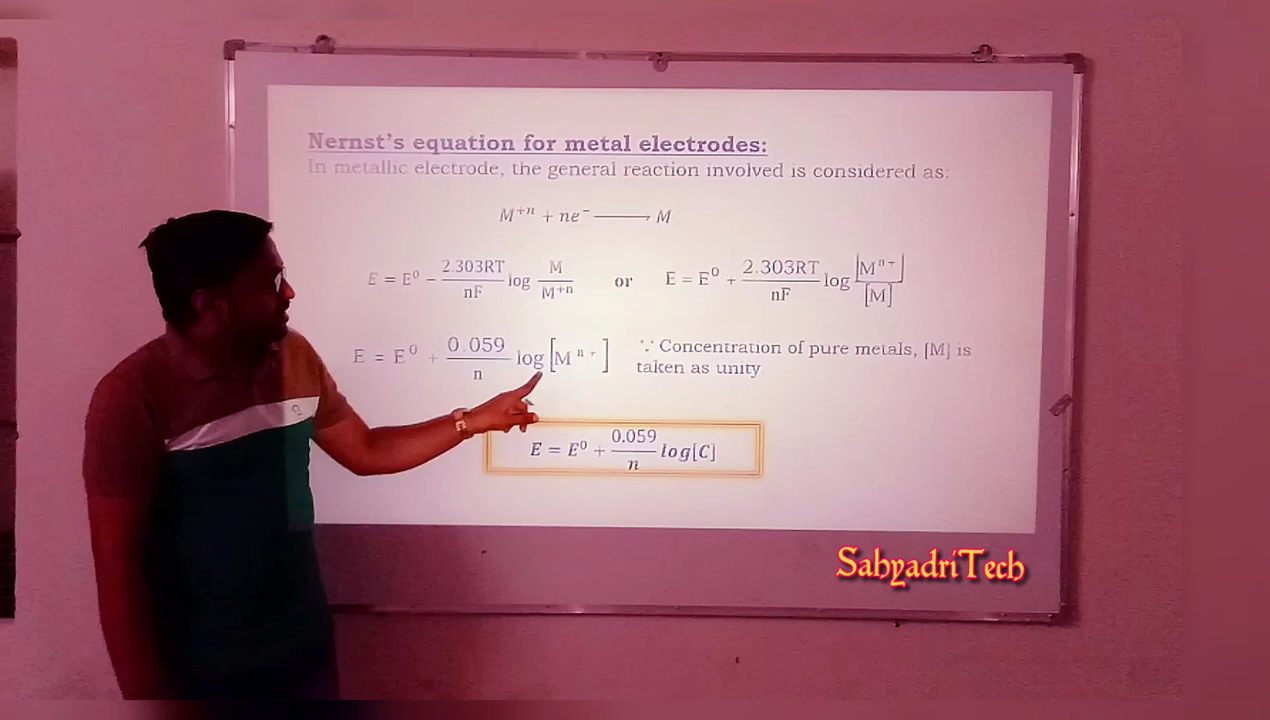 Nernst's equation for metal electrodes:
In metallic electrode, the general reaction involved is considered as:
M⁺ⁿ + ne⁻ ⟶ M
E = E⁰ − 2.303RT/nF log M/M⁺ⁿ or E = E⁰ + 2.303RT/nF log [Mⁿ⁺]/[M]
E = E⁰ + 0.059/n log [Mⁿ⁺] ∵ Concentration of pure metals, [M] is
taken as unity
E = E⁰ + 0.059/n log[C]
SahyadriTech